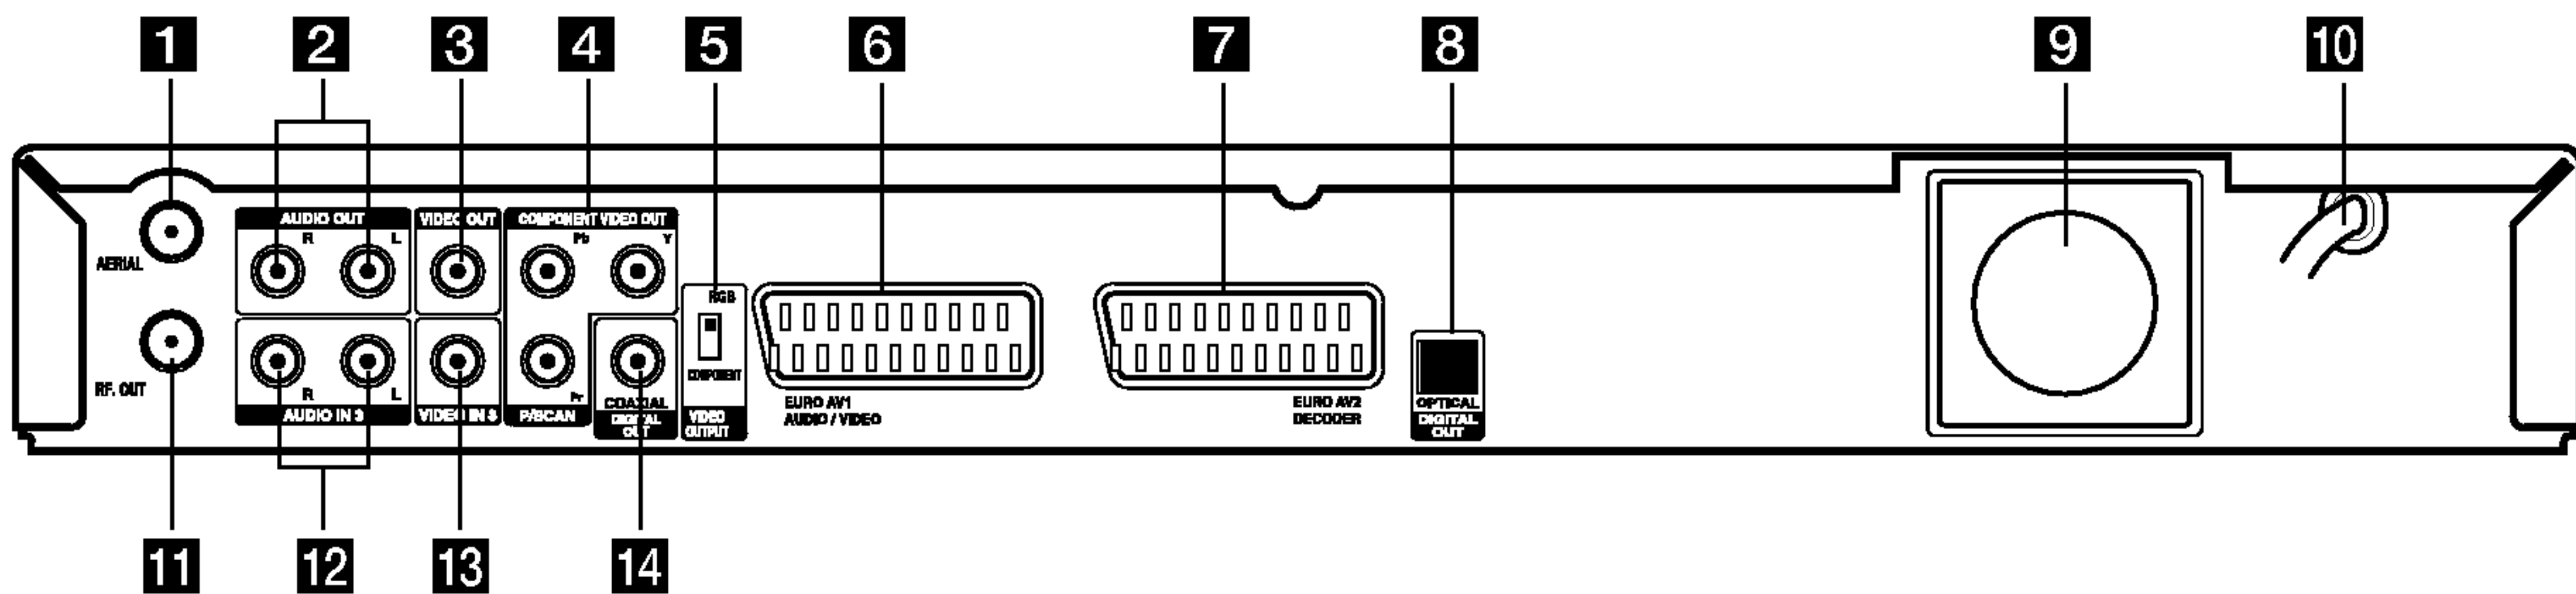 1 2 3 4 5 6 7 8 9 10
AUDIO OUT
R L
VIDEO OUT
COMPONENT VIDEO OUT
Pb Y
AERIAL
RF. OUT
R L
AUDIO IN 3
VIDEO IN 3
Pr
P/SCAN
COAXIAL
DIGITAL
OUT
RGB
COMPONENT
VIDEO
OUTPUT
EURO AV1
AUDIO / VIDEO
EURO AV2
DECODER
OPTICAL
DIGITAL
OUT
11 12 13 14